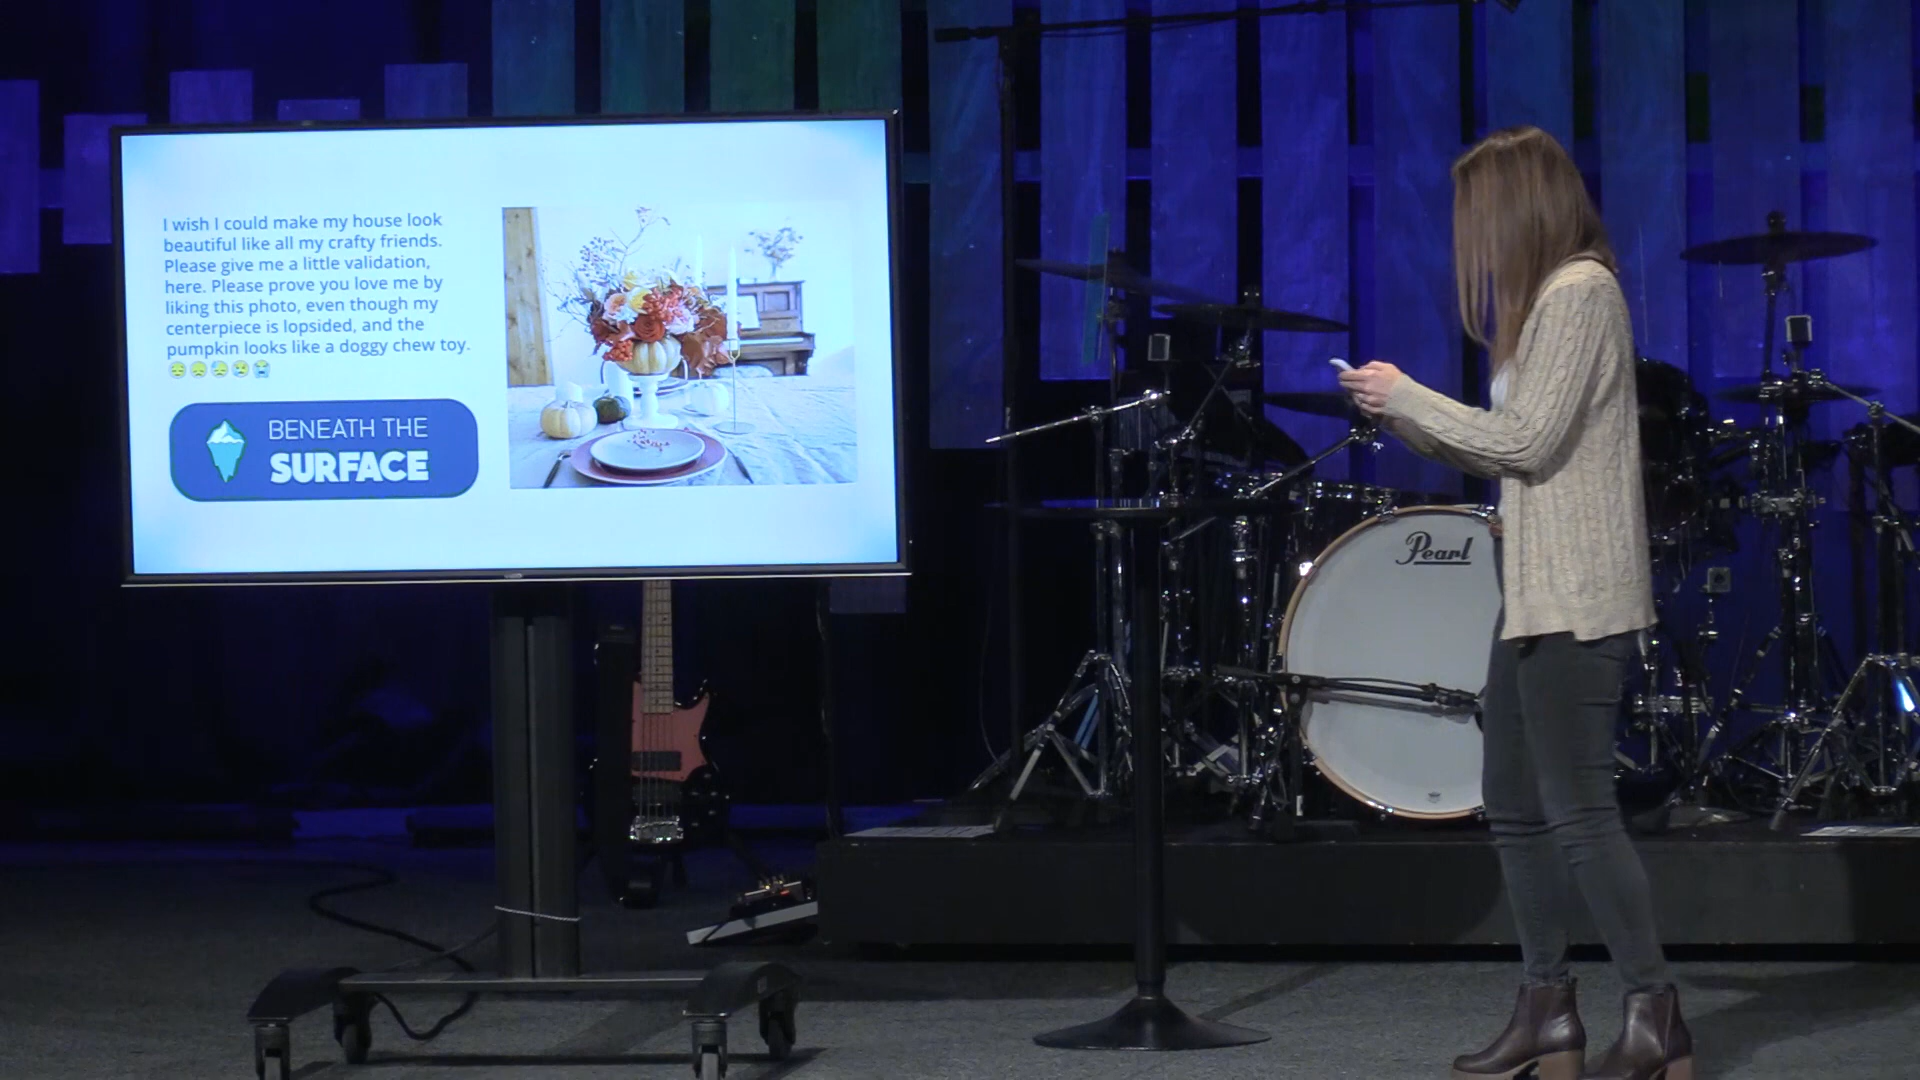 I wish I could make my house look
beautiful like all my crafty friends.
Please give me a little validation,
here. Please prove you love me by
liking this photo, even though my
centerpiece is lopsided, and the
pumpkin looks like a doggy chew toy.
BENEATH THE
SURFACE
Pearl